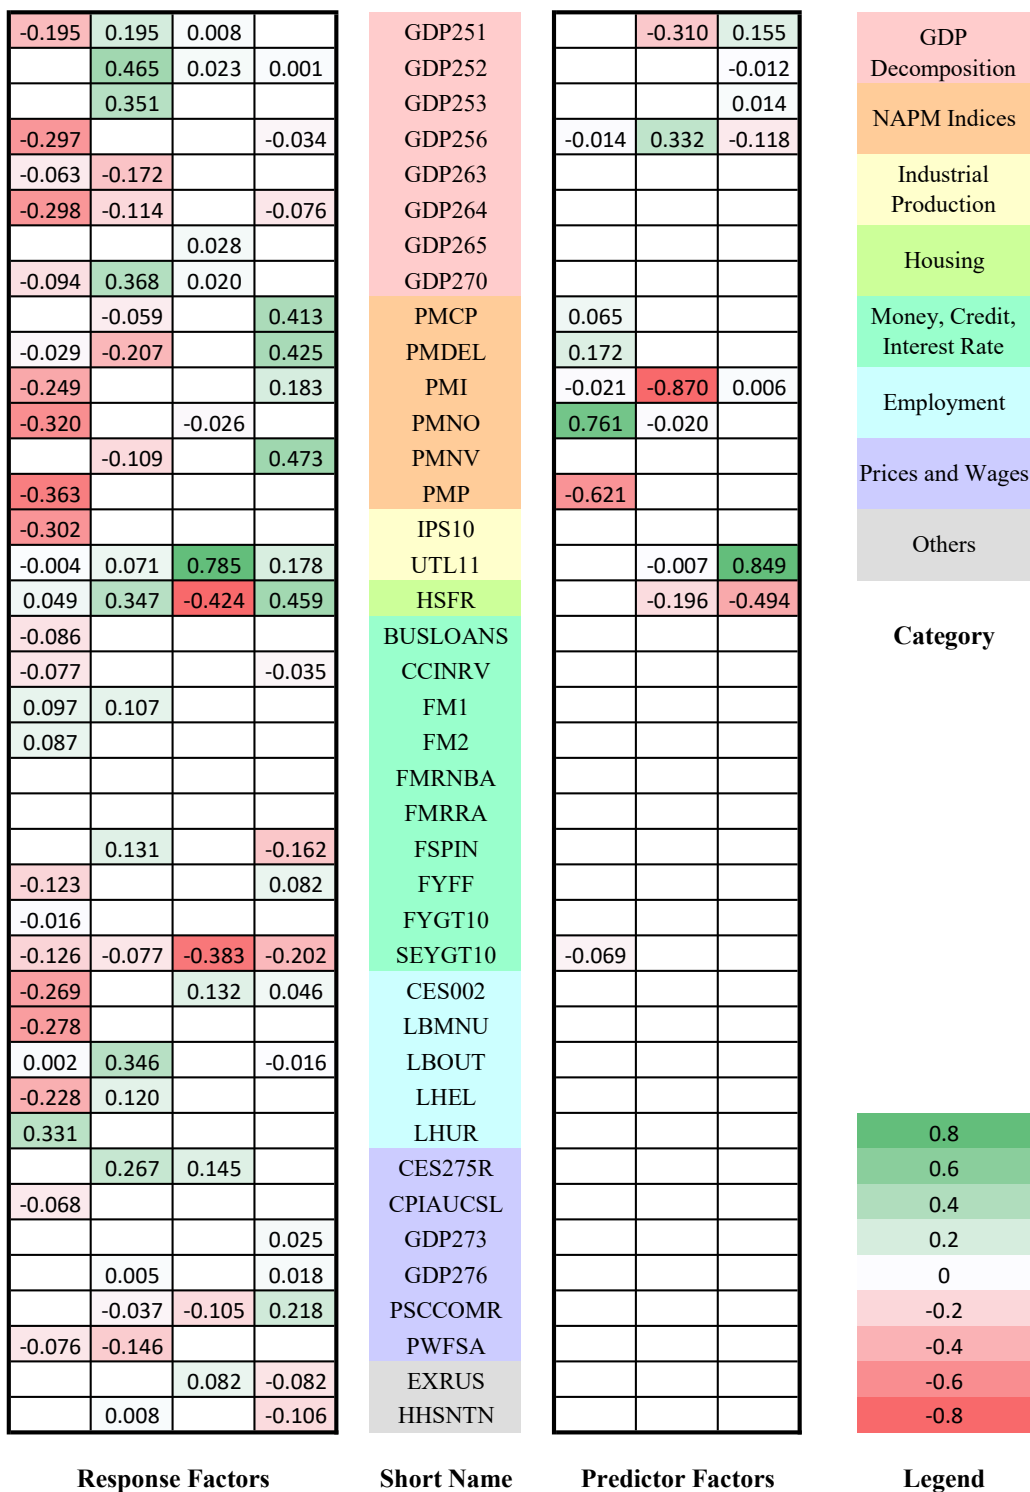 -0.195 0.195 0.008 GDP251 -0.310 0.155 GDP
0.465 0.023 0.001 GDP252 -0.012 Decomposition
0.351 GDP253 0.014
NAPM Indices
-0.297 -0.034 GDP256 -0.014 0.332 -0.118
-0.063 -0.172 GDP263 Industrial
-0.298 -0.114 -0.076 GDP264 Production
0.028 GDP265
Housing
-0.094 0.368 0.020 GDP270
-0.059 0.413 PMCP 0.065 Money, Credit,
-0.029 -0.207 0.425 PMDEL 0.172 Interest Rate
-0.249 0.183 PMI -0.021 -0.870 0.006
Employment
-0.320 -0.026 PMNO 0.761 -0.020
-0.109 0.473 PMNV
Prices and Wages
-0.363 PMP -0.621
-0.302 IPS10
Others
-0.004 0.071 0.785 0.178 UTL11 -0.007 0.849
0.049 0.347 -0.424 0.459 HSFR -0.196 -0.494
-0.086 BUSLOANS Category
-0.077 -0.035 CCINRV
0.097 0.107 FM1
0.087 FM2
FMRNBA
FMRRA
0.131 -0.162 FSPIN
-0.123 0.082 FYFF
-0.016 FYGT10
-0.126 -0.077 -0.383 -0.202 SEYGT10 -0.069
-0.269 0.132 0.046 CES002
-0.278 LBMNU
0.002 0.346 -0.016 LBOUT
-0.228 0.120 LHEL
0.331 LHUR 0.8
0.267 0.145 CES275R 0.6
-0.068 CPIAUCSL 0.4
0.025 GDP273 0.2
0.005 0.018 GDP276 0
-0.037 -0.105 0.218 PSCCOMR -0.2
-0.076 -0.146 PWFSA -0.4
0.082 -0.082 EXRUS -0.6
0.008 -0.106 HHSNTN -0.8
Response Factors Short Name Predictor Factors Legend